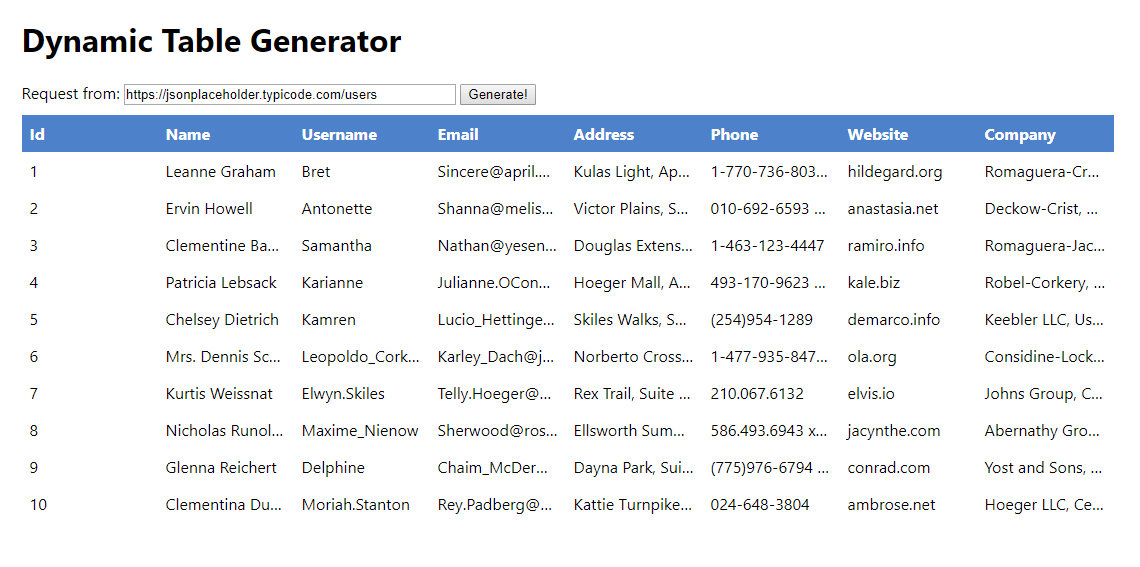 Dynamic Table Generator
Request from: https://jsonplaceholder.typicode.com/users Generate!
Id Name Username Email Address Phone Website Company
1 Leanne Graham Bret Sincere@april.... Kulas Light, Ap... 1-770-736-803... hildegard.org Romaguera-Cr...
2 Ervin Howell Antonette Shanna@melis... Victor Plains, S... 010-692-6593 ... anastasia.net Deckow-Crist, ...
3 Clementine Ba... Samantha Nathan@yesen... Douglas Extens... 1-463-123-4447 ramiro.info Romaguera-Jac...
4 Patricia Lebsack Karianne Julianne.OCon... Hoeger Mall, A... 493-170-9623 ... kale.biz Robel-Corkery, ...
5 Chelsey Dietrich Kamren Lucio_Hettinge... Skiles Walks, S... (254)954-1289 demarco.info Keebler LLC, Us...
6 Mrs. Dennis Sc... Leopoldo_Cork... Karley_Dach@j... Norberto Cross... 1-477-935-847... ola.org Considine-Lock...
7 Kurtis Weissnat Elwyn.Skiles Telly.Hoeger@... Rex Trail, Suite ... 210.067.6132 elvis.io Johns Group, C...
8 Nicholas Runol... Maxime_Nienow Sherwood@ros... Ellsworth Sum... 586.493.6943 x... jacynthe.com Abernathy Gro...
9 Glenna Reichert Delphine Chaim_McDer... Dayna Park, Sui... (775)976-6794 ... conrad.com Yost and Sons, ...
10 Clementina Du... Moriah.Stanton Rey.Padberg@... Kattie Turnpike... 024-648-3804 ambrose.net Hoeger LLC, Ce...